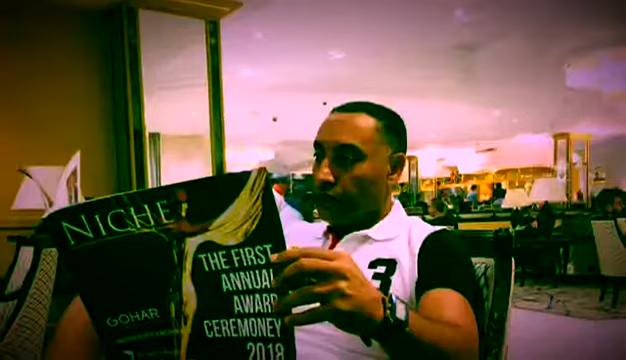 NICHE
THE FIRST
ANNUAL
AWARD
CEREMONEY
2018
GOHAR
3